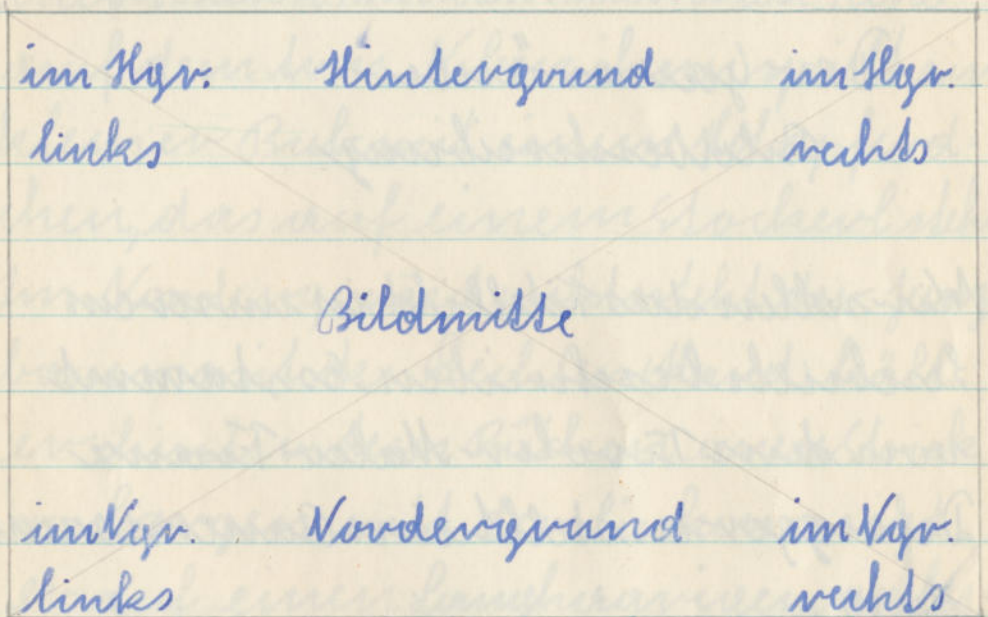 im Hgr. Hintergrund im Hgr.
links rechts
Bildmitte
im Vgr. Vordergrund im Vgr.
links rechts